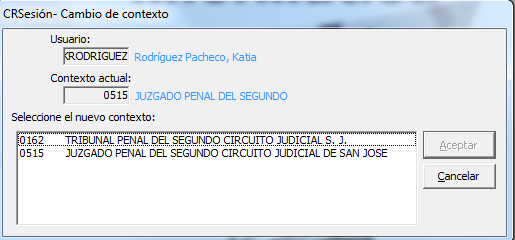 CRSesión- Cambio de contexto
Usuario:
KRODRIGUEZ Rodríguez Pacheco, Katia
Contexto actual:
0515 JUZGADO PENAL DEL SEGUNDO
Seleccione el nuevo contexto:
0162 TRIBUNAL PENAL DEL SEGUNDO CIRCUITO JUDICIAL S. J.
0515 JUZGADO PENAL DEL SEGUNDO CIRCUITO JUDICIAL DE SAN JOSE
Aceptar
Cancelar